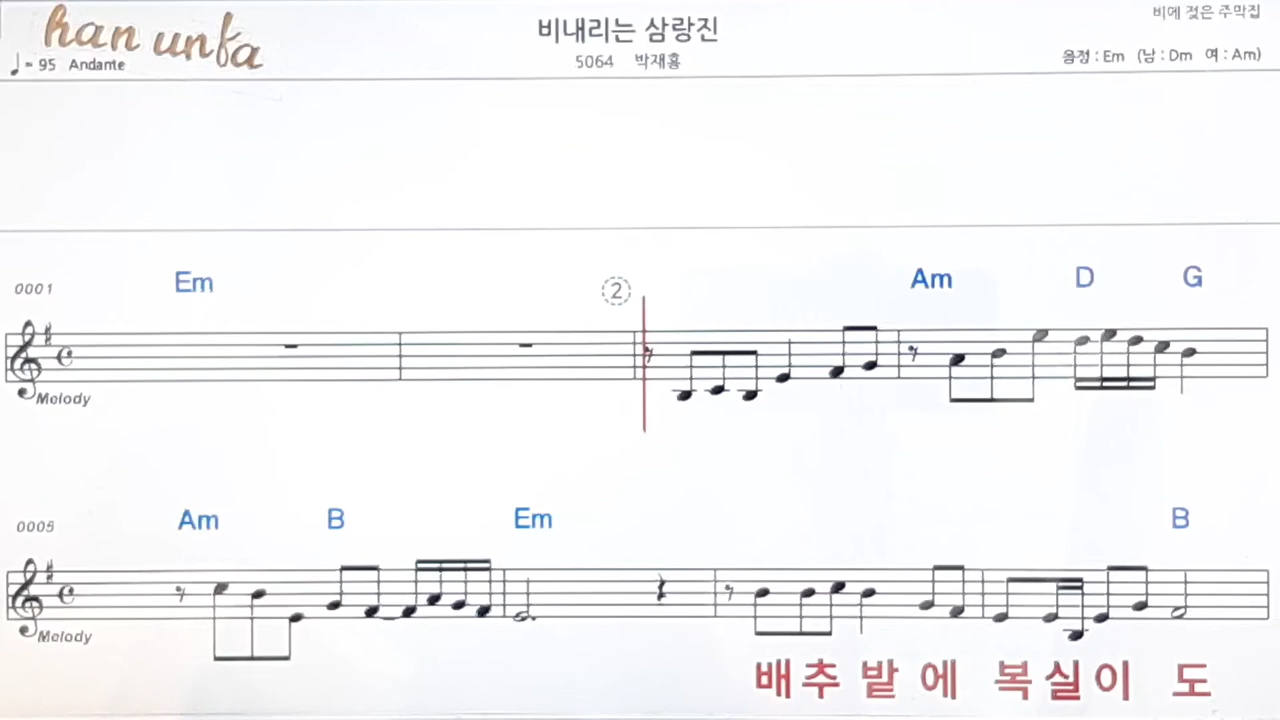 han unfa
비내리는 삼랑진
비에 젖은 주막집
♩= 95 Andante
5064 박재홍
음정 : Em (남 : Dm 여 : Am)
0001 Em ② Am D G
Melody
0005 Am B Em B
Melody
배추 밭에 복실이 도